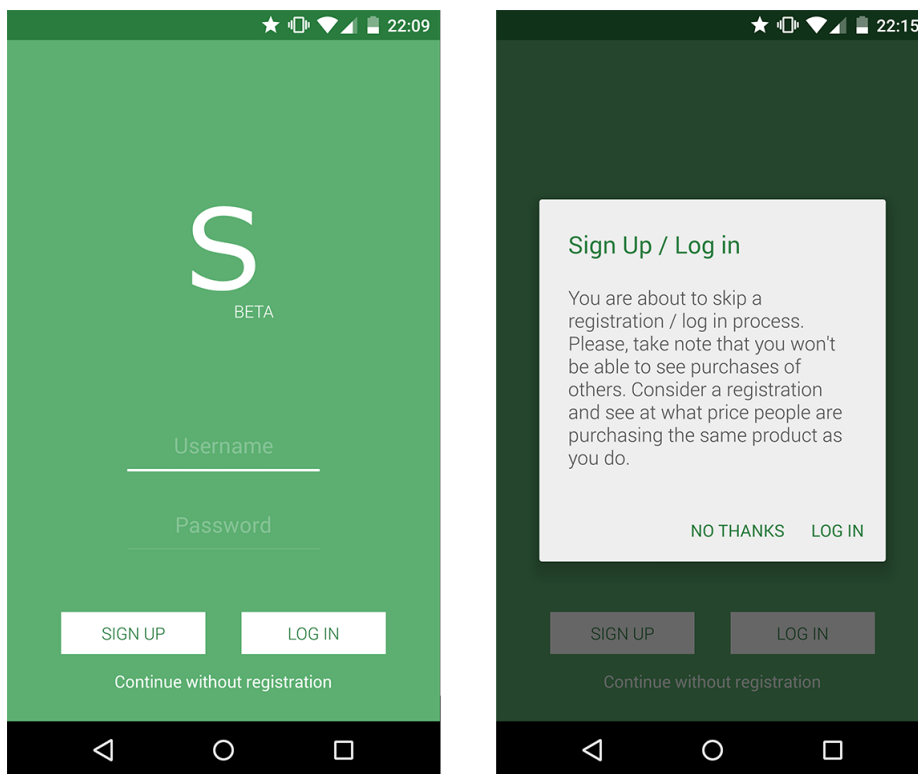 22:09
S
BETA
Username
Password
SIGN UP
LOG IN
Continue without registration
22:15
Sign Up / Log in
You are about to skip a
registration / log in process.
Please, take note that you won't
be able to see purchases of
others. Consider a registration
and see at what price people are
purchasing the same product as
you do.
NO THANKS
LOG IN
SIGN UP
LOG IN
Continue without registration